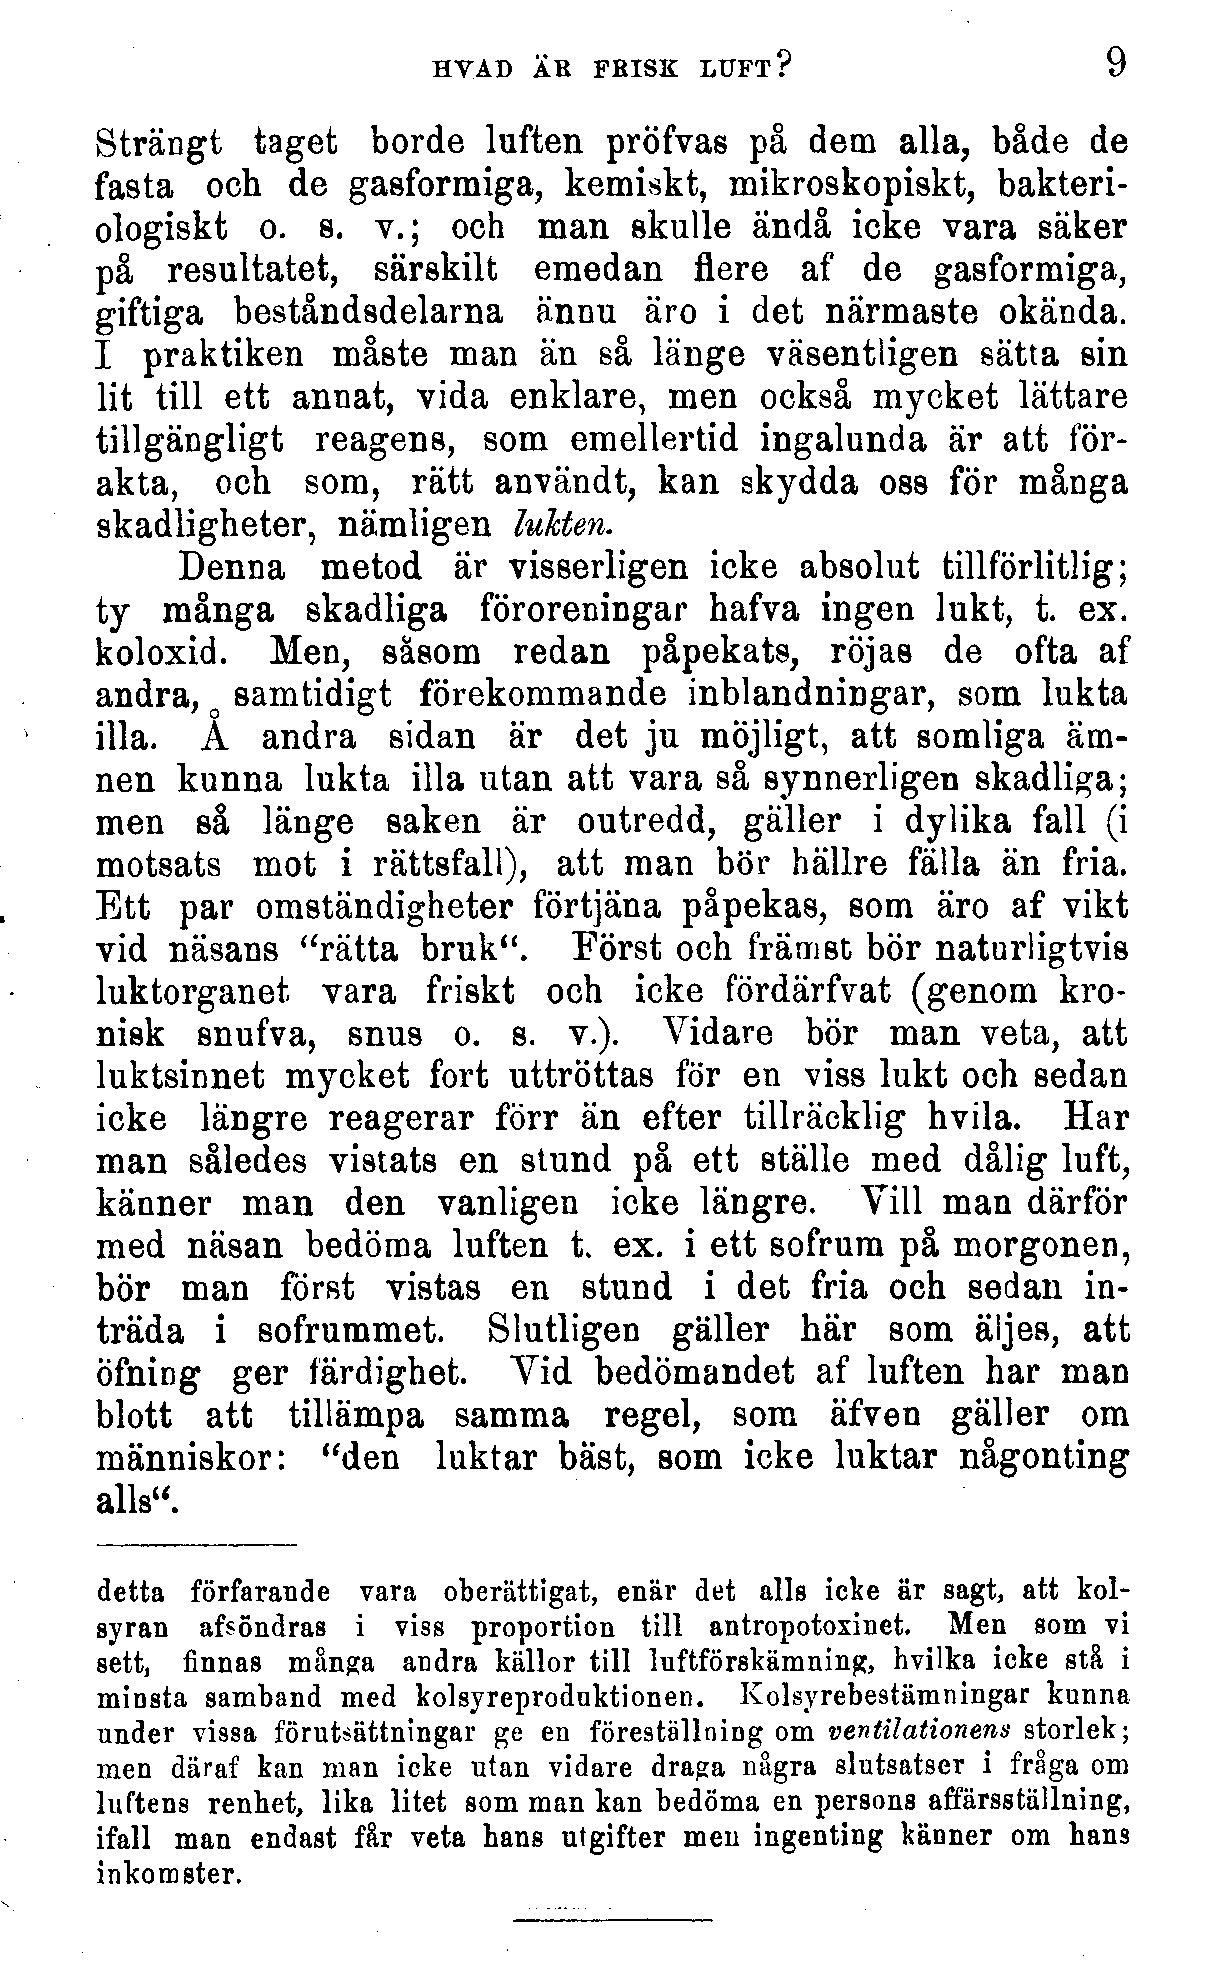 HVAD ÄR FRISK LUFT? 9
Strängt taget borde luften pröfvas på dem alla, både de
fasta och de gasformiga, kemiskt, mikroskopiskt, bakteri-
ologiskt o. s. v.; och man skulle ändå icke vara säker
på resultatet, särskilt emedan flere af de gasformiga,
giftiga beståndsdelarna ännu äro i det närmaste okända.
I praktiken måste man än så länge väsentligen sätta sin
lit till ett annat, vida enklare, men också mycket lättare
tillgängligt reagens, som emellertid ingalunda är att för-
akta, och som, rätt användt, kan skydda oss för många
skadligheter, nämligen lukten.
Denna metod är visserligen icke absolut tillförlitlig;
ty många skadliga föroreningar hafva ingen lukt, t. ex.
koloxid. Men, såsom redan påpekats, röjas de ofta af
andra, samtidigt förekommande inblandningar, som lukta
illa. Å andra sidan är det ju möjligt, att somliga äm-
nen kunna lukta illa utan att vara så synnerligen skadliga;
men så länge saken är outredd, gäller i dylika fall (i
motsats mot i rättsfall), att man bör hällre fälla än fria.
Ett par omständigheter förtjäna påpekas, som äro af vikt
vid näsans “rätta bruk“. Först och främst bör naturligtvis
luktorganet vara friskt och icke fördärfvat (genom kro-
nisk snufva, snus o. s. v.). Vidare bör man veta, att
luktsinnet mycket fort uttröttas för en viss lukt och sedan
icke längre reagerar förr än efter tillräcklig hvila. Har
man således vistats en stund på ett ställe med dålig luft,
känner man den vanligen icke längre. Vill man därför
med näsan bedöma luften t. ex. i ett sofrum på morgonen,
bör man först vistas en stund i det fria och sedan in-
träda i sofrummet. Slutligen gäller här som äljes, att
öfning ger färdighet. Vid bedömandet af luften har man
blott att tillämpa samma regel, som äfven gäller om
människor: “den luktar bäst, som icke luktar någonting
alls“.
detta förfarande vara oberättigat, enär det alls icke är sagt, att kol-
syran afsöndras i viss proportion till antropotoxinet. Men som vi
sett, finnas många andra källor till luftförskämning, hvilka icke stå i
minsta samband med kolsyreproduktionen. Kolsyrebestämningar kunna
under vissa förutsättningar ge en föreställning om ventilationens storlek;
men däraf kan man icke utan vidare draga några slutsatser i fråga om
luftens renhet, lika litet som man kan bedöma en persons affärsställning,
ifall man endast får veta hans utgifter men ingenting känner om hans
inkomster.